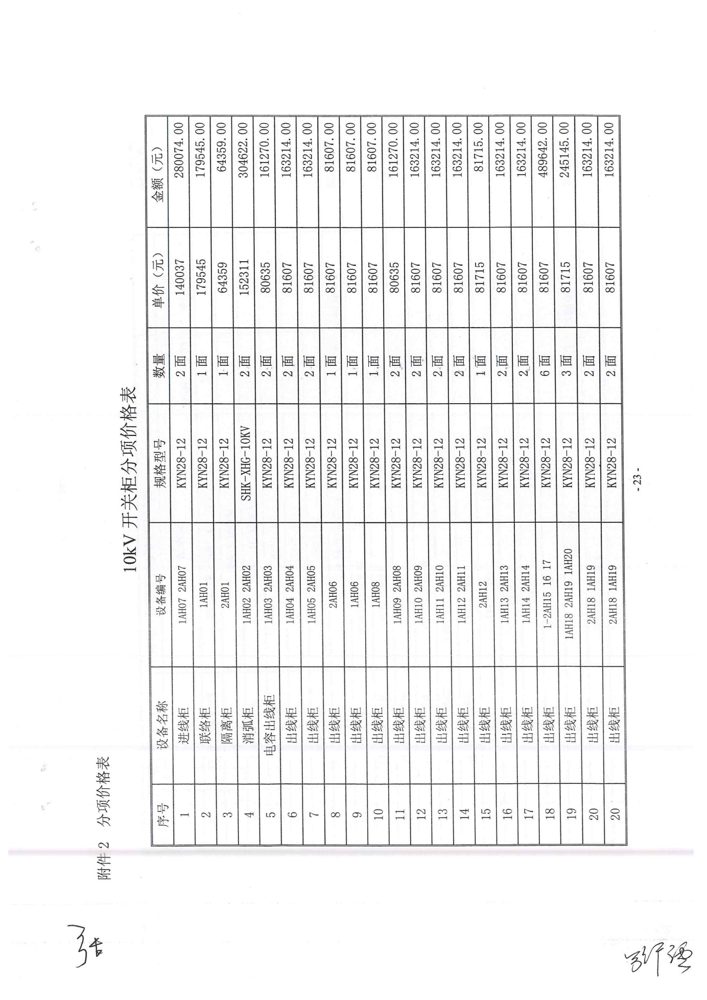 附件 2 分项价格表
10kV 开关柜分项价格表
序号 设备名称 设备编号 规格型号 数量 单价（元） 金额（元）
1 进线柜 1AH07 2AH07 KYN28-12 2 面 140037 280074.00
2 联络柜 1AH01 KYN28-12 1 面 179545 179545.00
3 隔离柜 2AH01 KYN28-12 1 面 64359 64359.00
4 消弧柜 1AH02 2AH02 SHK-XHG-10KV 2 面 152311 304622.00
5 电容出线柜 1AH03 2AH03 KYN28-12 2 面 80635 161270.00
6 出线柜 1AH04 2AH04 KYN28-12 2 面 81607 163214.00
7 出线柜 1AH05 2AH05 KYN28-12 2 面 81607 163214.00
8 出线柜 2AH06 KYN28-12 1 面 81607 81607.00
9 出线柜 1AH06 KYN28-12 1 面 81607 81607.00
10 出线柜 1AH08 KYN28-12 1 面 81607 81607.00
11 出线柜 1AH09 2AH08 KYN28-12 2 面 80635 161270.00
12 出线柜 1AH10 2AH09 KYN28-12 2 面 81607 163214.00
13 出线柜 1AH11 2AH10 KYN28-12 2 面 81607 163214.00
14 出线柜 1AH12 2AH11 KYN28-12 2 面 81607 163214.00
15 出线柜 2AH12 KYN28-12 1 面 81715 81715.00
16 出线柜 1AH13 2AH13 KYN28-12 2 面 81607 163214.00
17 出线柜 1AH14 2AH14 KYN28-12 2 面 81607 163214.00
18 出线柜 1-2AH15 16 17 KYN28-12 6 面 81607 489642.00
19 出线柜 1AH18 2AH19 1AH20 KYN28-12 3 面 81715 245145.00
20 出线柜 2AH18 1AH19 KYN28-12 2 面 81607 163214.00
20 出线柜 2AH18 1AH19 KYN28-12 2 面 81607 163214.00
- 23 -